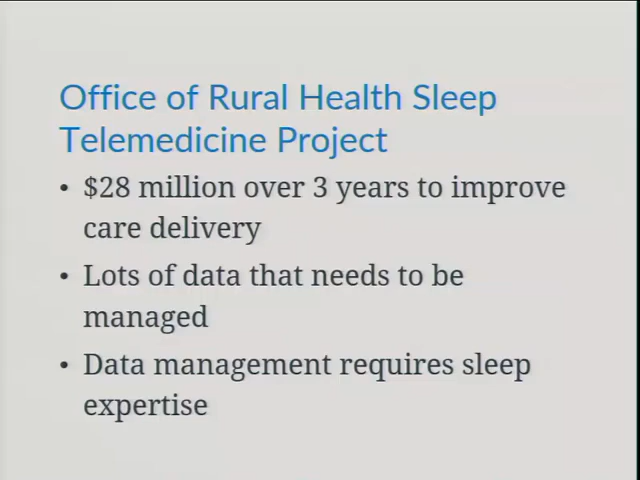 Office of Rural Health Sleep
Telemedicine Project
• $28 million over 3 years to improve
care delivery
• Lots of data that needs to be
managed
• Data management requires sleep
expertise